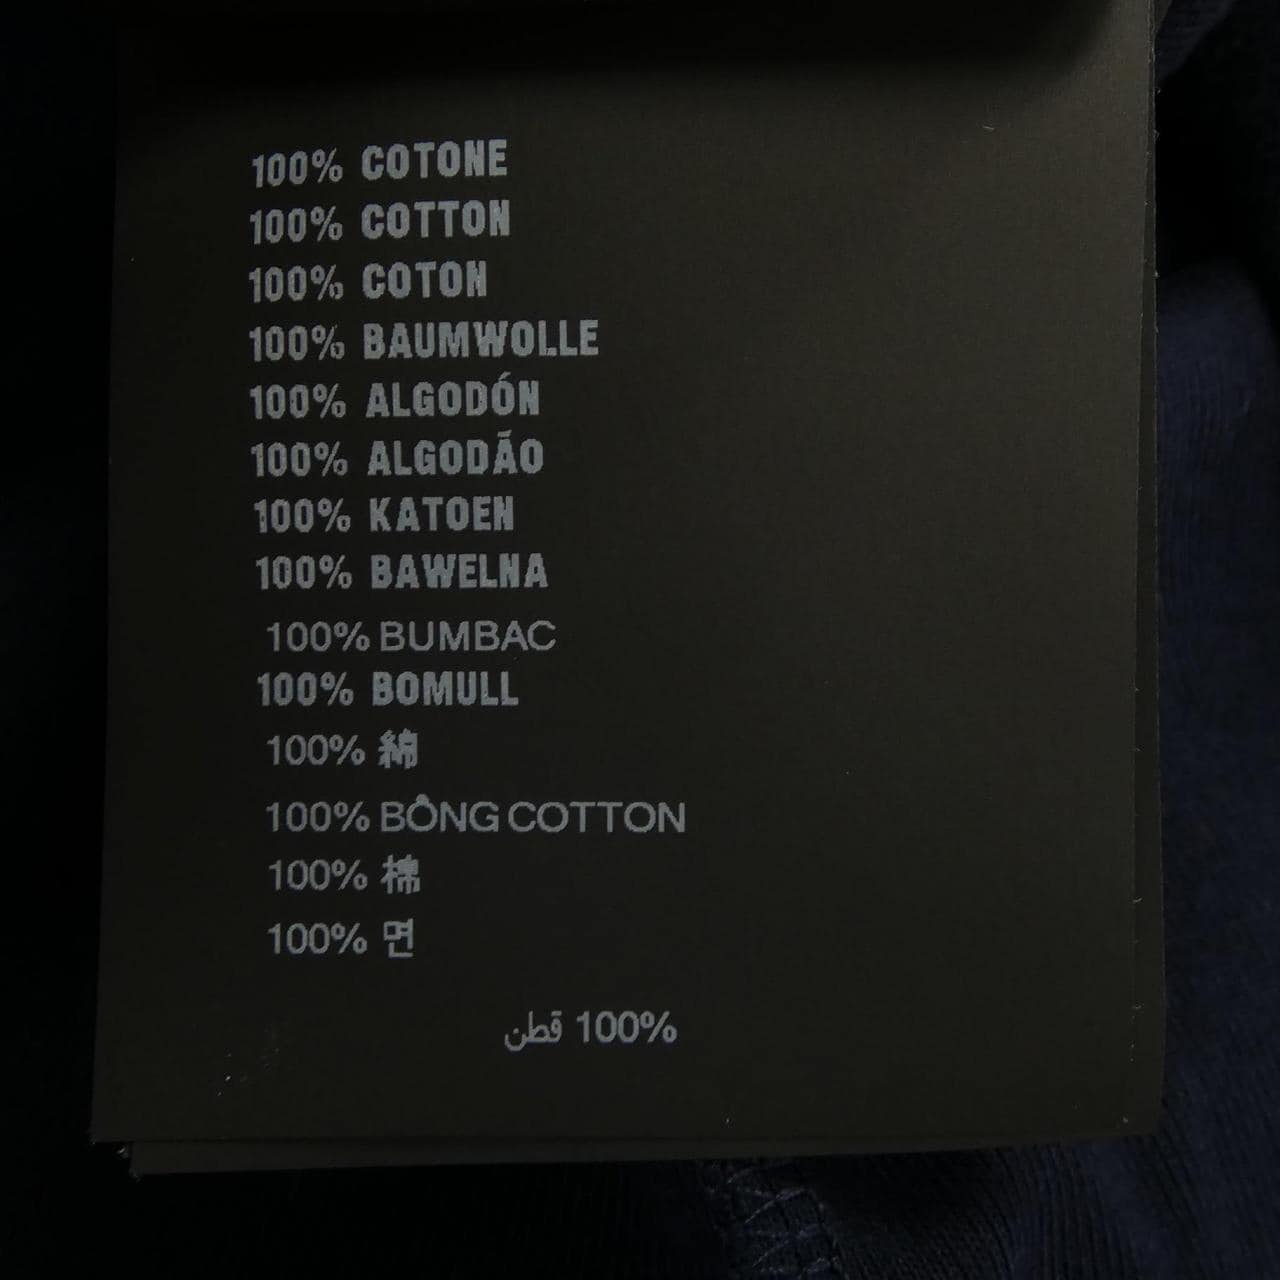 100% COTONE
100% COTTON
100% COTON
100% BAUMWOLLE
100% ALGODÓN
100% ALGODÃO
100% KATOEN
100% BAWELNA
100% BUMBAC
100% BOMULL
100% 綿
100% BÔNG COTTON
100% 棉
100% 면
100% قطن